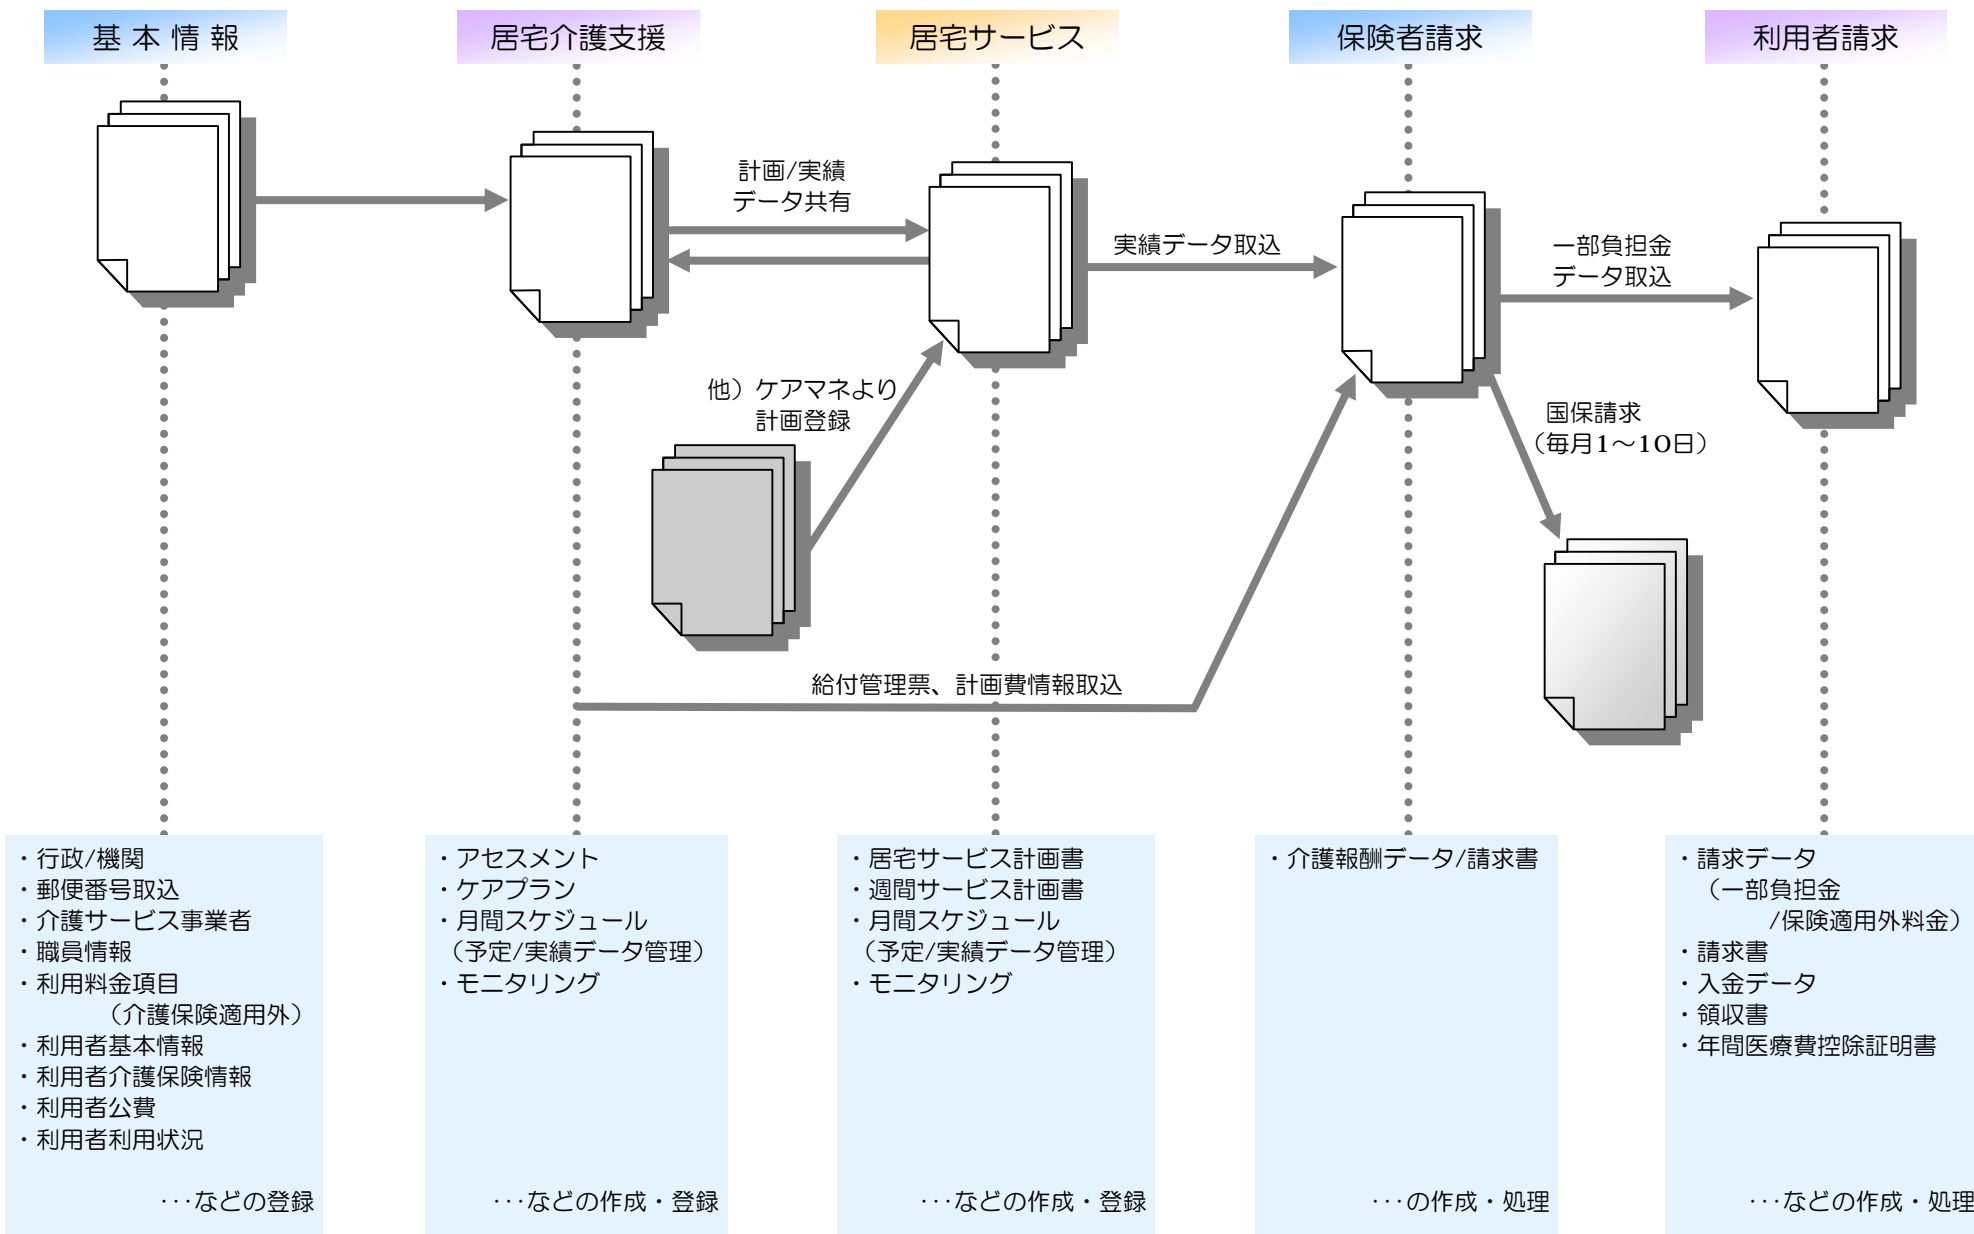 基 本 情 報
居宅介護支援
居宅サービス
保険者請求
利用者請求
計画/実績
データ共有
実績データ取込
一部負担金
データ取込
他）ケアマネより
計画登録
国保請求
（毎月1～10日）
給付管理票、計画費情報取込
・行政/機関
・郵便番号取込
・介護サービス事業者
・職員情報
・利用料金項目
（介護保険適用外）
・利用者基本情報
・利用者介護保険情報
・利用者公費
・利用者利用状況
･･･などの登録
・アセスメント
・ケアプラン
・月間スケジュール
（予定/実績データ管理）
・モニタリング
･･･などの作成・登録
・居宅サービス計画書
・週間サービス計画書
・月間スケジュール
（予定/実績データ管理）
・モニタリング
･･･などの作成・登録
・介護報酬データ/請求書
･･･の作成・処理
・請求データ
（一部負担金
/保険適用外料金）
・請求書
・入金データ
・領収書
・年間医療費控除証明書
･･･などの作成・処理